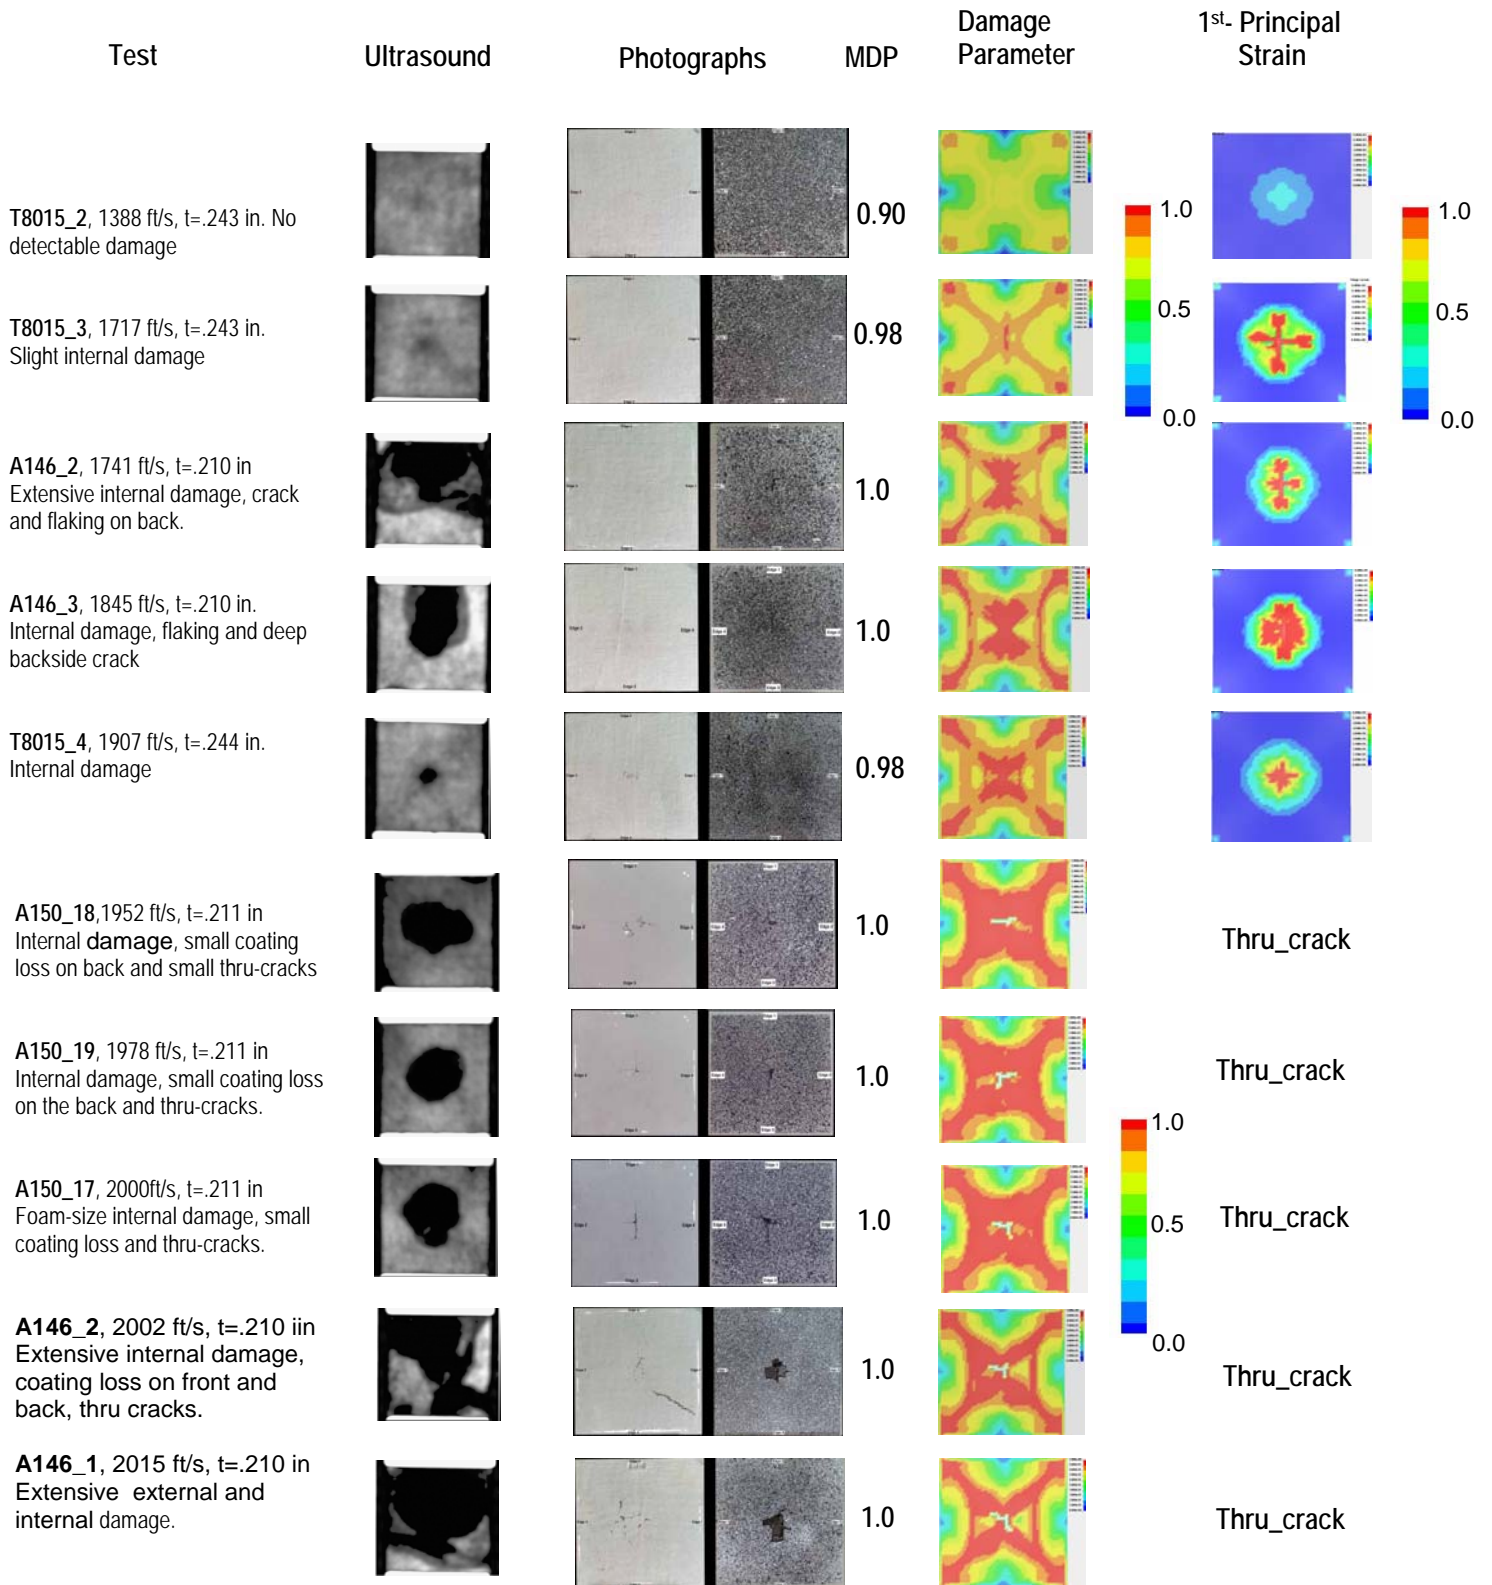 Test
Ultrasound
Photographs
MDP
Damage
Parameter
1st- Principal
Strain
T8015_2, 1388 ft/s, t=.243 in. No
detectable damage
0.90
1.0
0.5
0.0
1.0
0.5
0.0
T8015_3, 1717 ft/s, t=.243 in.
Slight internal damage
0.98
A146_2, 1741 ft/s, t=.210 in
Extensive internal damage, crack
and flaking on back.
1.0
A146_3, 1845 ft/s, t=.210 in.
Internal damage, flaking and deep
backside crack
1.0
T8015_4, 1907 ft/s, t=.244 in.
Internal damage
0.98
A150_18,1952 ft/s, t=.211 in
Internal damage, small coating
loss on back and small thru-cracks
1.0
Thru_crack
A150_19, 1978 ft/s, t=.211 in
Internal damage, small coating loss
on the back and thru-cracks.
1.0
Thru_crack
1.0
0.5
0.0
A150_17, 2000ft/s, t=.211 in
Foam-size internal damage, small
coating loss and thru-cracks.
1.0
Thru_crack
A146_2, 2002 ft/s, t=.210 iin
Extensive internal damage,
coating loss on front and
back, thru cracks.
1.0
Thru_crack
A146_1, 2015 ft/s, t=.210 in
Extensive external and
internal damage.
1.0
Thru_crack